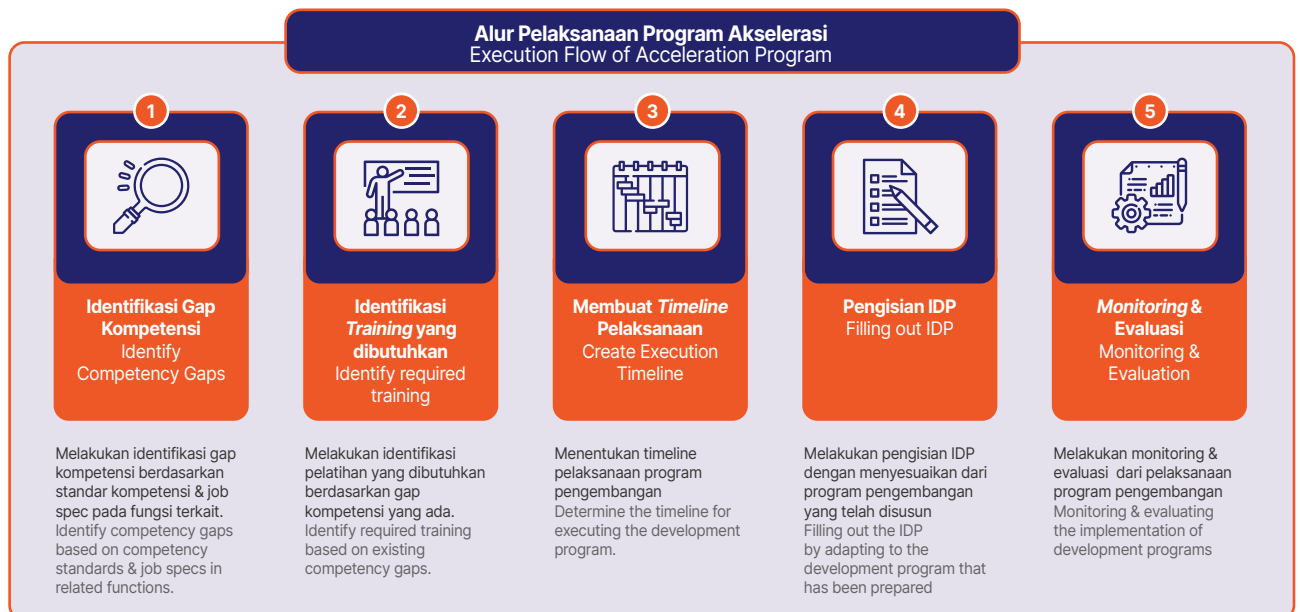 Alur Pelaksanaan Program Akselerasi
Execution Flow of Acceleration Program
1
Identifikasi Gap
Kompetensi
Identify
Competency Gaps
Melakukan identifikasi gap
kompetensi berdasarkan
standar kompetensi & job
spec pada fungsi terkait.
Identify competency gaps
based on competency
standards & job specs in
related functions.
2
Identifikasi
Training yang
dibutuhkan
Identify required
training
Melakukan identifikasi
pelatihan yang dibutuhkan
berdasarkan gap
kompetensi yang ada.
Identify required training
based on existing
competency gaps.
3
Membuat Timeline
Pelaksanaan
Create Execution
Timeline
Menentukan timeline
pelaksanaan program
pengembangan
Determine the timeline for
executing the development
program.
4
Pengisian IDP
Filling out IDP
Melakukan pengisian IDP
dengan menyesuaikan dari
program pengembangan
yang telah disusun
Filling out the IDP
by adapting to the
development program that
has been prepared
5
Monitoring &
Evaluasi
Monitoring &
Evaluation
Melakukan monitoring &
evaluasi dari pelaksanaan
program pengembangan
Monitoring & evaluating
the implementation of
development programs